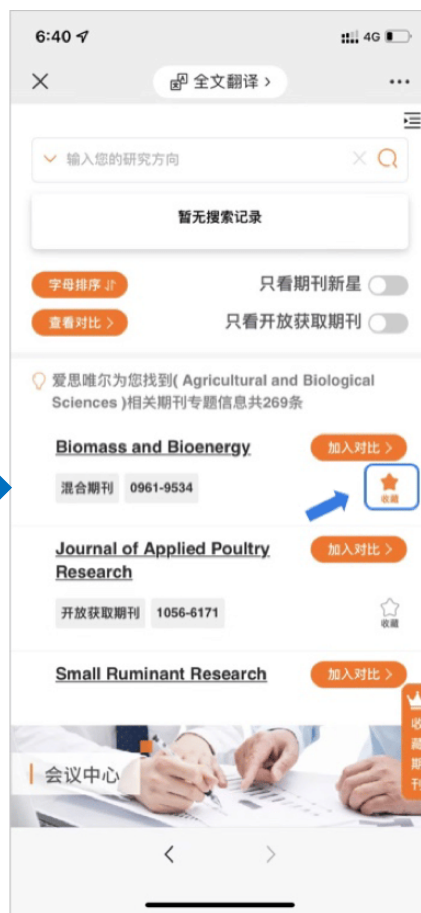 6:40
4G
全文翻译 ›
输入您的研究方向
暂无搜索记录
字母排序
只看期刊新星
查看对比 >
只看开放获取期刊
爱思唯尔为您找到( Agricultural and Biological
Sciences )相关期刊专题信息共269条
Biomass and Bioenergy
加入对比 >
混合期刊 0961-9534
收藏
Journal of Applied Poultry
Research
加入对比 >
开放获取期刊 1056-6171
收藏
Small Ruminant Research
加入对比 >
收藏期刊
会议中心